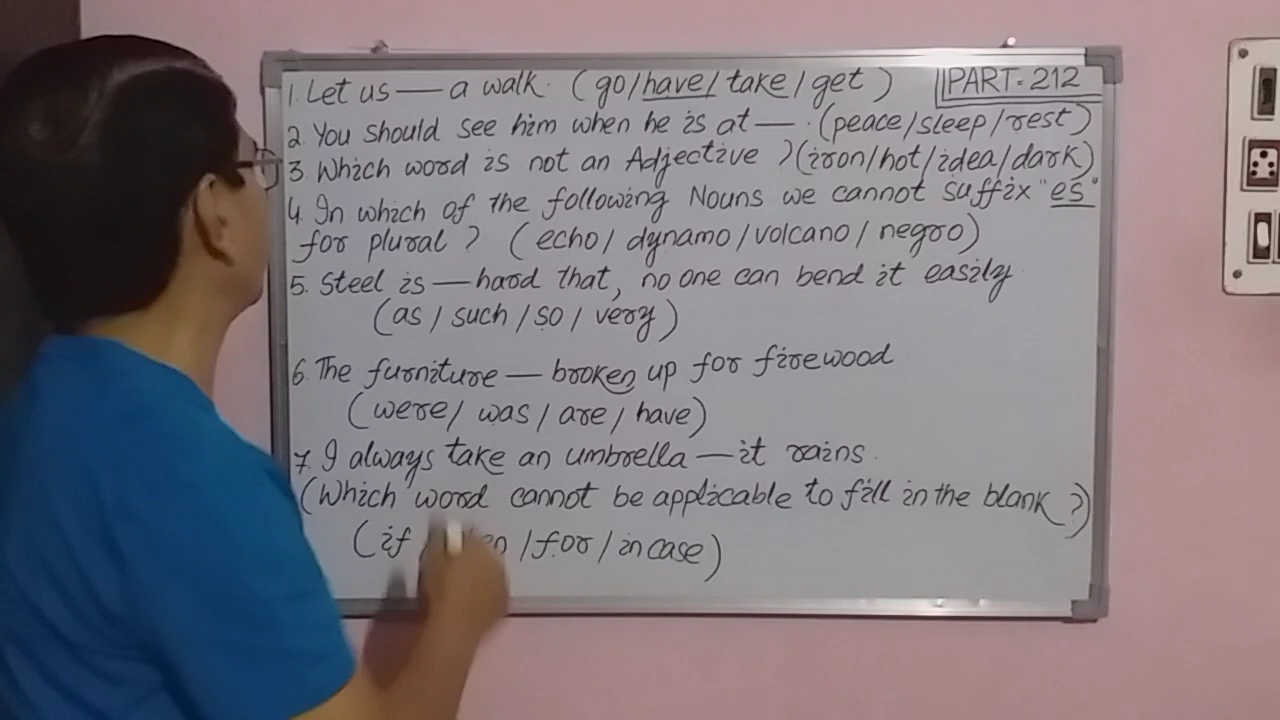 1. Let us — a walk. (go/have/take/get) PART-212
2. You should see him when he is at — . (peace/sleep/rest)
3 Which word is not an Adjective ? (iron/hot/idea/dark)
4. In which of the following Nouns we cannot suffix "es"
for plural ? (echo/ dynamo/volcano/negro)
5. Steel is — hard that, no one can bend it easily
(as/such/so/very)
6. The furniture — broken up for firewood
(were/was/are/have)
7. I always take an umbrella — it rains.
(Which word cannot be applicable to fill in the blank?)
(if / /for/in case)